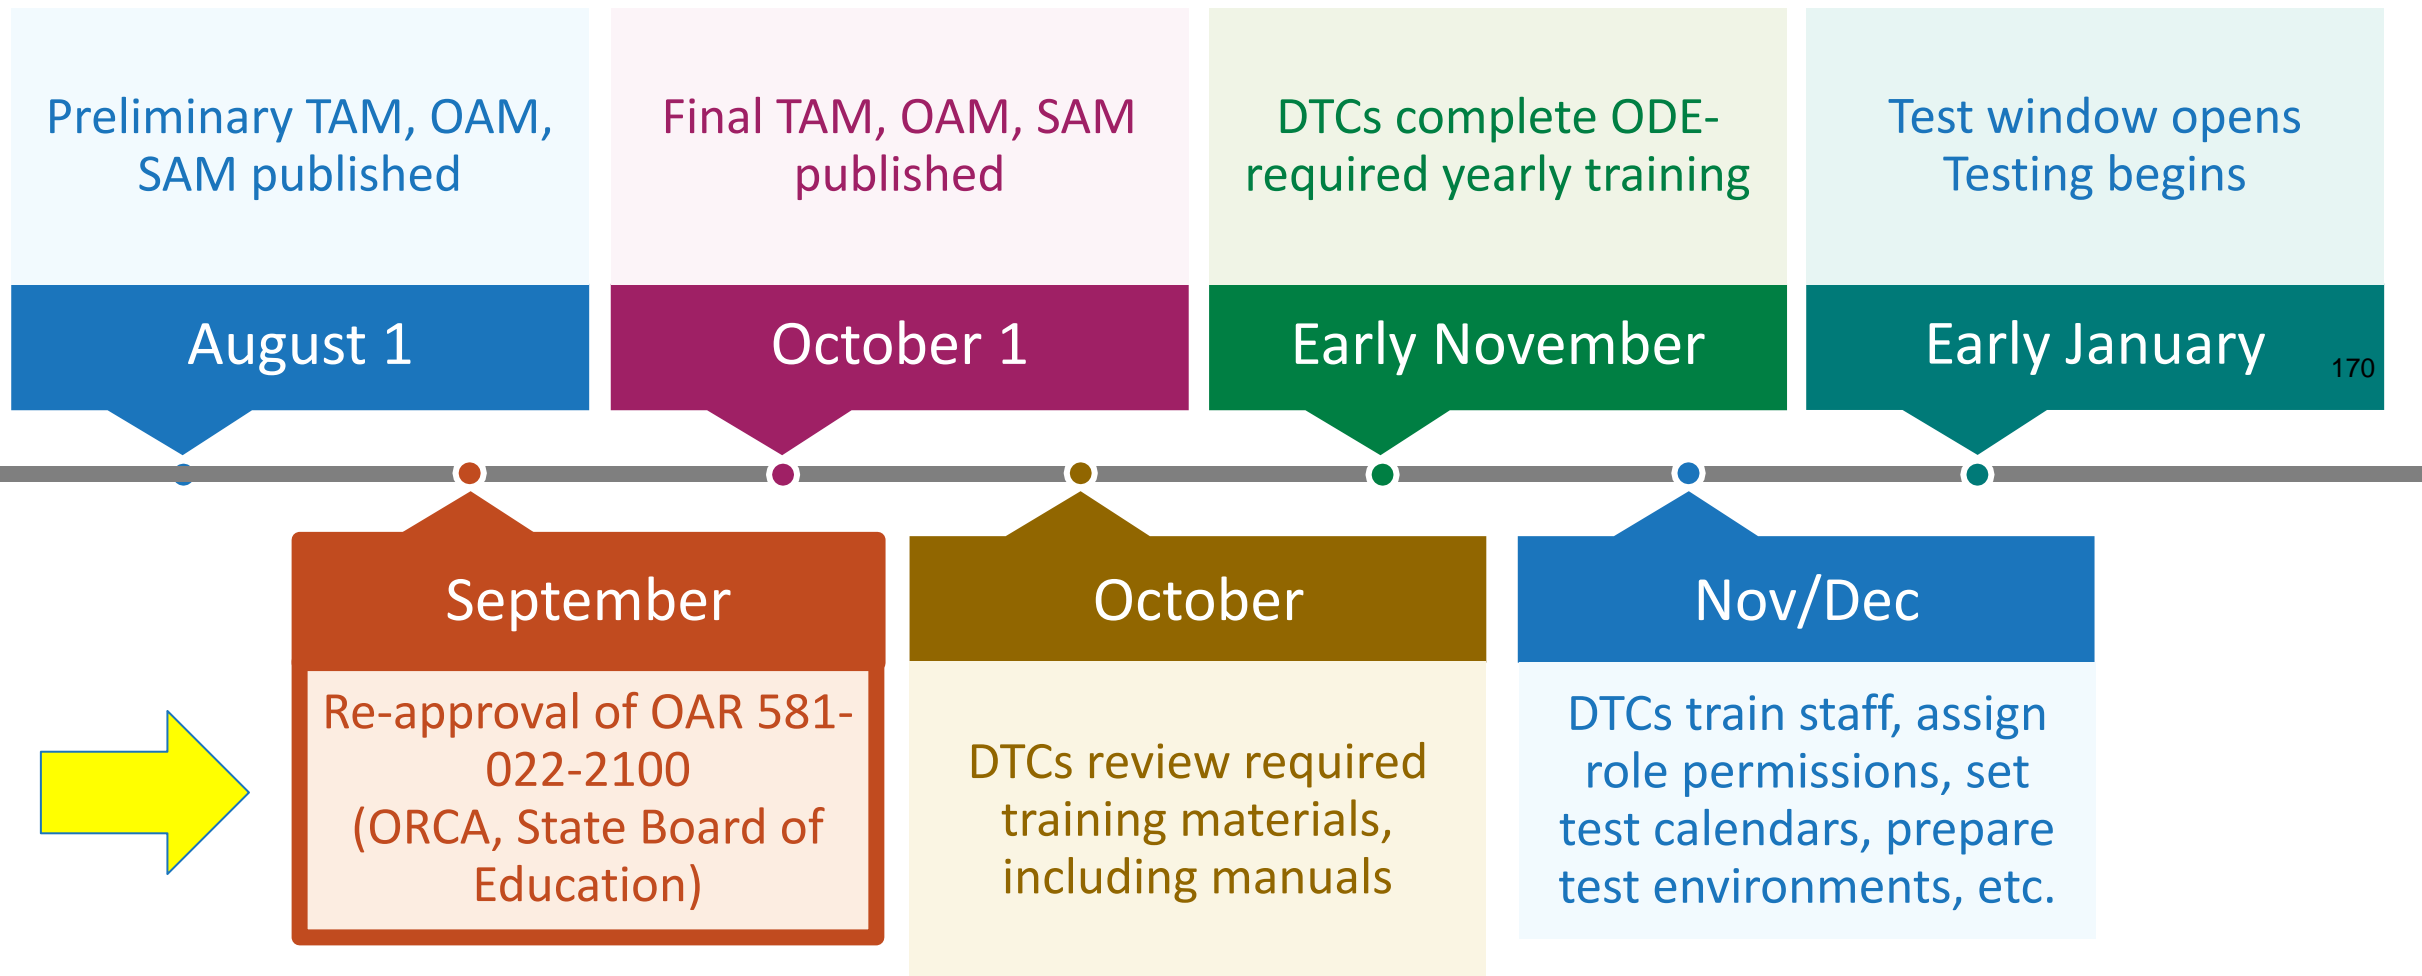 Preliminary TAM, OAM,
SAM published
August 1
Final TAM, OAM, SAM
published
October 1
DTCs complete ODE-
required yearly training
Early November
Test window opens
Testing begins
Early January
170
September
Re-approval of OAR 581-
022-2100
(ORCA, State Board of
Education)
October
DTCs review required
training materials,
including manuals
Nov/Dec
DTCs train staff, assign
role permissions, set
test calendars, prepare
test environments, etc.